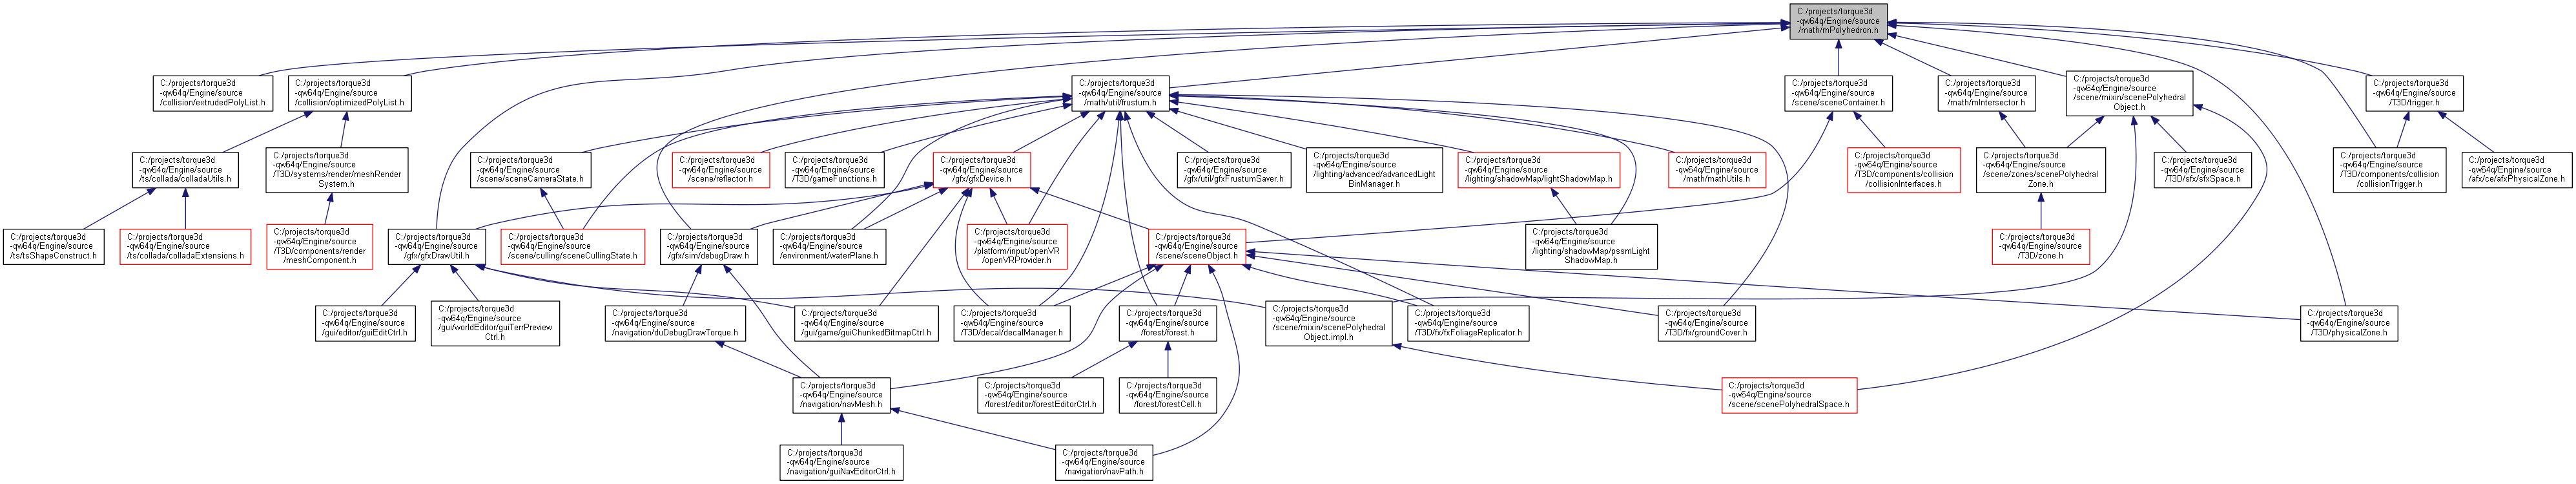 C:/projects/torque3d
-qw64q/Engine/source
/math/mPolyhedron.h
C:/projects/torque3d
-qw64q/Engine/source
/collision/extrudedPolyList.h
C:/projects/torque3d
-qw64q/Engine/source
/collision/optimizedPolyList.h
C:/projects/torque3d
-qw64q/Engine/source
/math/util/frustum.h
C:/projects/torque3d
-qw64q/Engine/source
/scene/sceneContainer.h
C:/projects/torque3d
-qw64q/Engine/source
/math/mIntersector.h
C:/projects/torque3d
-qw64q/Engine/source
/scene/mixin/scenePolyhedral
Object.h
C:/projects/torque3d
-qw64q/Engine/source
/T3D/trigger.h
C:/projects/torque3d
-qw64q/Engine/source
/ts/collada/colladaUtils.h
C:/projects/torque3d
-qw64q/Engine/source
/T3D/systems/render/meshRender
System.h
C:/projects/torque3d
-qw64q/Engine/source
/scene/sceneCameraState.h
C:/projects/torque3d
-qw64q/Engine/source
/scene/reflector.h
C:/projects/torque3d
-qw64q/Engine/source
/T3D/gameFunctions.h
C:/projects/torque3d
-qw64q/Engine/source
/gfx/gfxDevice.h
C:/projects/torque3d
-qw64q/Engine/source
/gfx/util/gfxFrustumSaver.h
C:/projects/torque3d
-qw64q/Engine/source
/lighting/advanced/advancedLight
BinManager.h
C:/projects/torque3d
-qw64q/Engine/source
/lighting/shadowMap/lightShadowMap.h
C:/projects/torque3d
-qw64q/Engine/source
/math/mathUtils.h
C:/projects/torque3d
-qw64q/Engine/source
/T3D/components/collision
/collisionInterfaces.h
C:/projects/torque3d
-qw64q/Engine/source
/scene/zones/scenePolyhedral
Zone.h
C:/projects/torque3d
-qw64q/Engine/source
/T3D/sfx/sfxSpace.h
C:/projects/torque3d
-qw64q/Engine/source
/T3D/components/collision
/collisionTrigger.h
C:/projects/torque3d
-qw64q/Engine/source
/afx/ce/afxPhysicalZone.h
C:/projects/torque3d
-qw64q/Engine/source
/ts/tsShapeConstruct.h
C:/projects/torque3d
-qw64q/Engine/source
/ts/collada/colladaExtensions.h
C:/projects/torque3d
-qw64q/Engine/source
/T3D/components/render
/meshComponent.h
C:/projects/torque3d
-qw64q/Engine/source
/gfx/gfxDrawUtil.h
C:/projects/torque3d
-qw64q/Engine/source
/scene/culling/sceneCullingState.h
C:/projects/torque3d
-qw64q/Engine/source
/gfx/sim/debugDraw.h
C:/projects/torque3d
-qw64q/Engine/source
/environment/waterPlane.h
C:/projects/torque3d
-qw64q/Engine/source
/platform/input/openVR
/openVRProvider.h
C:/projects/torque3d
-qw64q/Engine/source
/scene/sceneObject.h
C:/projects/torque3d
-qw64q/Engine/source
/lighting/shadowMap/pssmLight
ShadowMap.h
C:/projects/torque3d
-qw64q/Engine/source
/T3D/zone.h
C:/projects/torque3d
-qw64q/Engine/source
/gui/editor/guiEditCtrl.h
C:/projects/torque3d
-qw64q/Engine/source
/gui/worldEditor/guiTerrPreview
Ctrl.h
C:/projects/torque3d
-qw64q/Engine/source
/navigation/duDebugDrawTorque.h
C:/projects/torque3d
-qw64q/Engine/source
/gui/game/guiChunkedBitmapCtrl.h
C:/projects/torque3d
-qw64q/Engine/source
/T3D/decal/decalManager.h
C:/projects/torque3d
-qw64q/Engine/source
/forest/forest.h
C:/projects/torque3d
-qw64q/Engine/source
/scene/mixin/scenePolyhedral
Object.impl.h
C:/projects/torque3d
-qw64q/Engine/source
/T3D/fx/fxFoliageReplicator.h
C:/projects/torque3d
-qw64q/Engine/source
/T3D/fx/groundCover.h
C:/projects/torque3d
-qw64q/Engine/source
/T3D/physicalZone.h
C:/projects/torque3d
-qw64q/Engine/source
/navigation/navMesh.h
C:/projects/torque3d
-qw64q/Engine/source
/forest/editor/forestEditorCtrl.h
C:/projects/torque3d
-qw64q/Engine/source
/forest/forestCell.h
C:/projects/torque3d
-qw64q/Engine/source
/scene/scenePolyhedralSpace.h
C:/projects/torque3d
-qw64q/Engine/source
/navigation/guiNavEditorCtrl.h
C:/projects/torque3d
-qw64q/Engine/source
/navigation/navPath.h